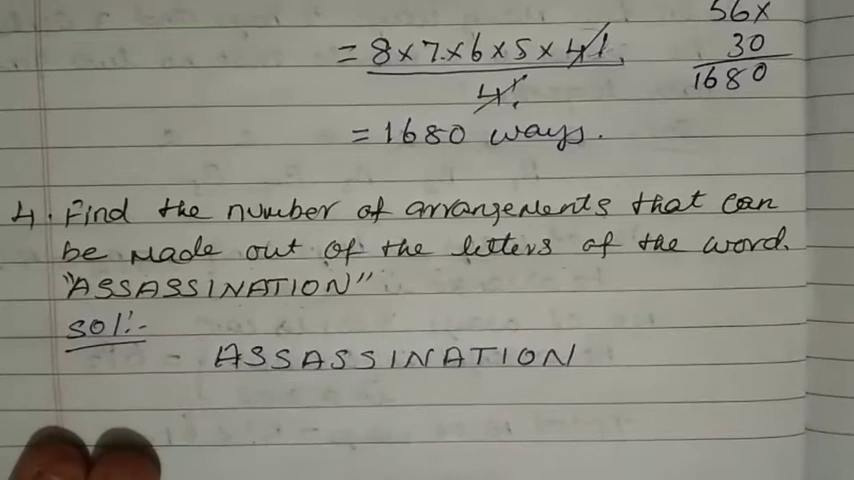 56×
= 8×7×6×5×4!
30
4!
1680
= 1680 ways.
4. Find the number of arrangements that can
be made out of the letters of the word.
"ASSASSINATION"
Sol:-
- ASSASSINATION